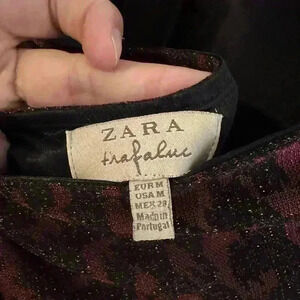 ZARA
trafaluc
EUR M
USA M
MEX 28
Made in
Portugal